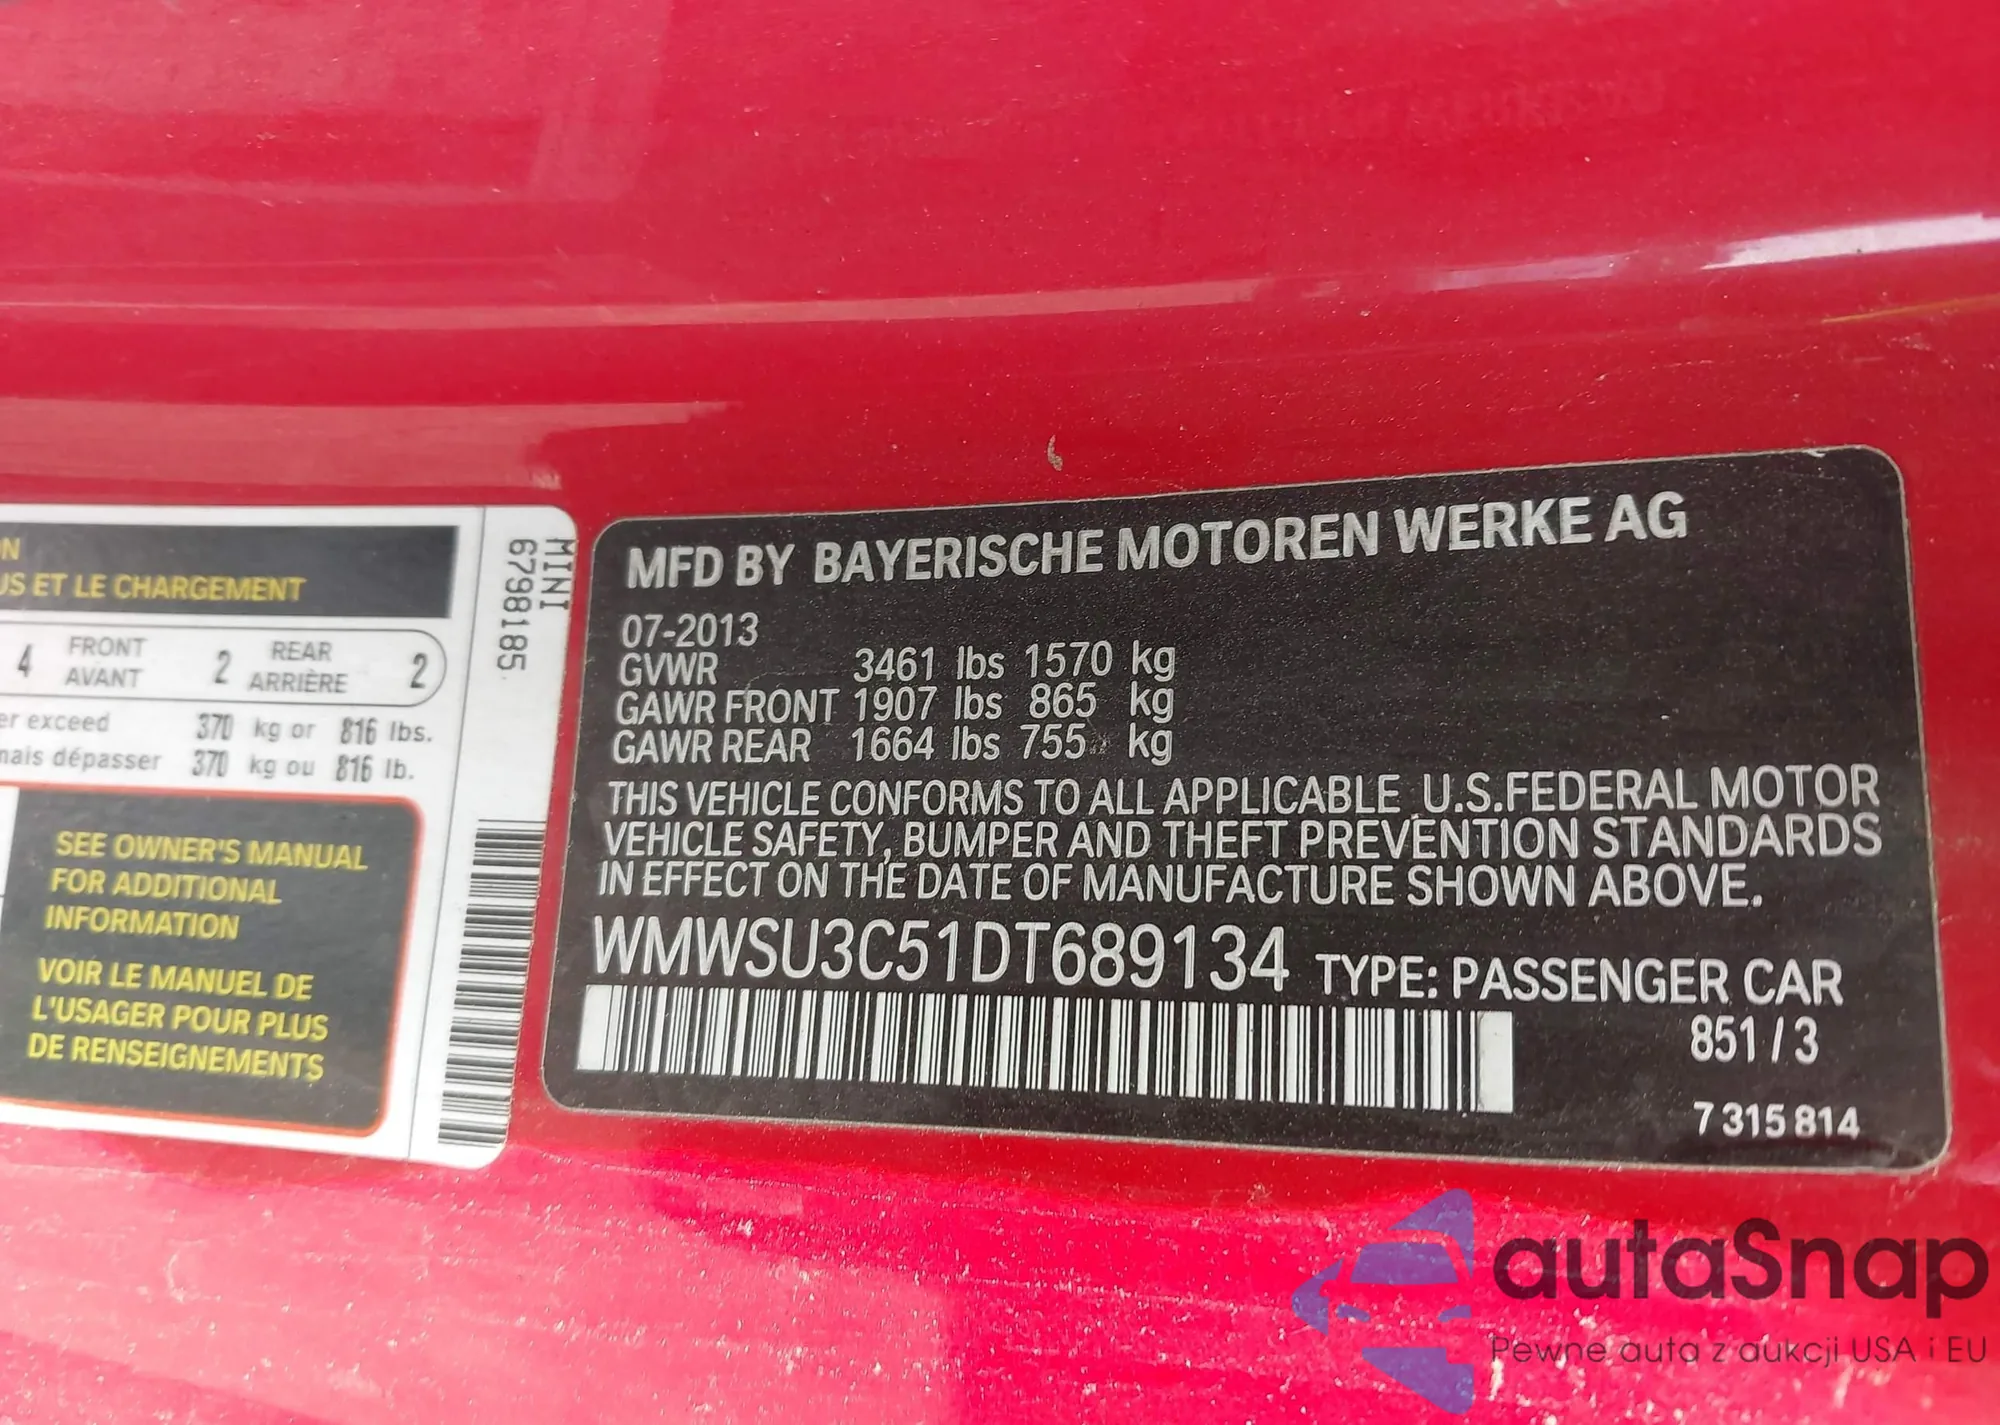 US ET LE CHARGEMENT
4 FRONT AVANT 2 REAR ARRIÈRE 2
er exceed 370 kg or 816 lbs.
mais dépasser 370 kg ou 816 lb.
SEE OWNER'S MANUAL
FOR ADDITIONAL
INFORMATION
VOIR LE MANUEL DE
L'USAGER POUR PLUS
DE RENSEIGNEMENTS
MINI
6798185
MFD BY BAYERISCHE MOTOREN WERKE AG
07-2013
GVWR 3461 lbs 1570 kg
GAWR FRONT 1907 lbs 865 kg
GAWR REAR 1664 lbs 755 kg
THIS VEHICLE CONFORMS TO ALL APPLICABLE U.S.FEDERAL MOTOR
VEHICLE SAFETY, BUMPER AND THEFT PREVENTION STANDARDS
IN EFFECT ON THE DATE OF MANUFACTURE SHOWN ABOVE.
WMWSU3C51DT689134 TYPE: PASSENGER CAR
851 / 3
7 315 814
autaSnap
Pewne auta z aukcji USA i EU